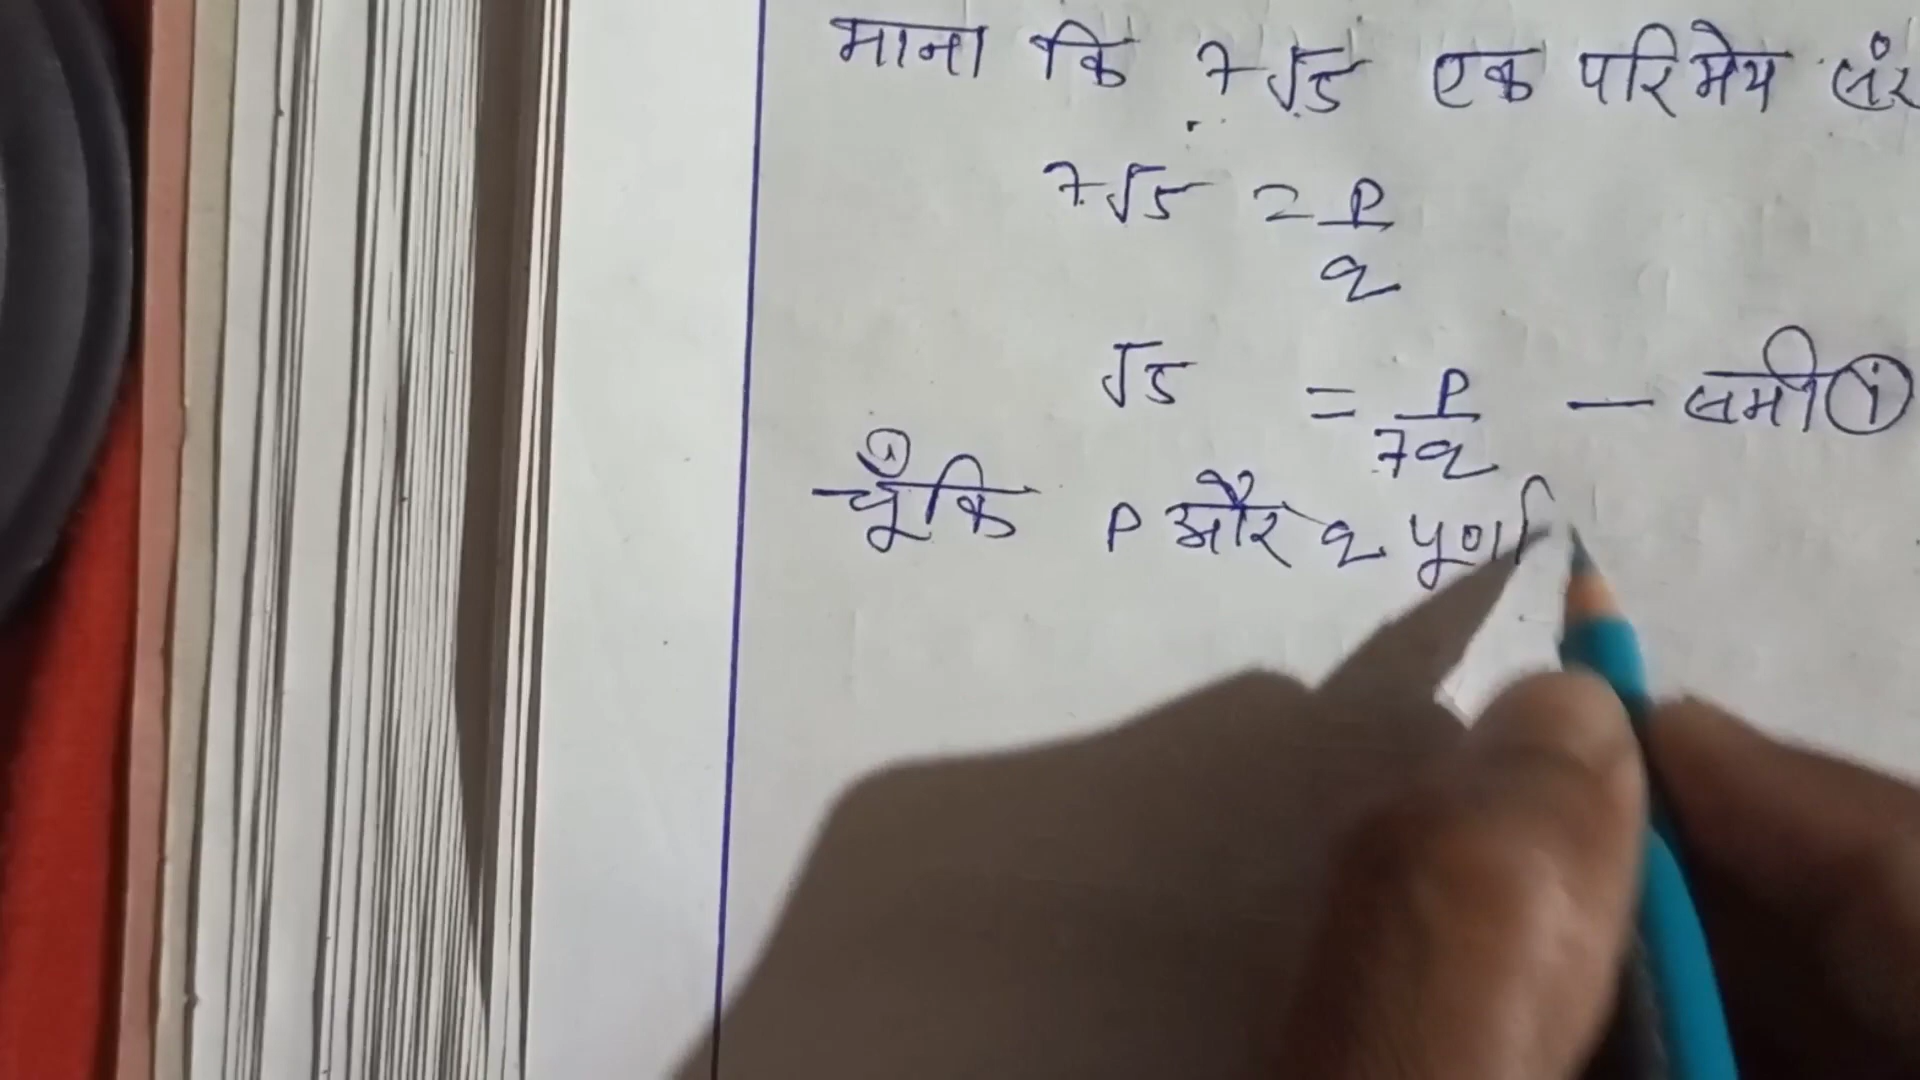 माना कि 7√5 एक परिमेय
7√5 = P/q
√5 = P/7q — समी (i)
चूँकि P और q पूर्णा